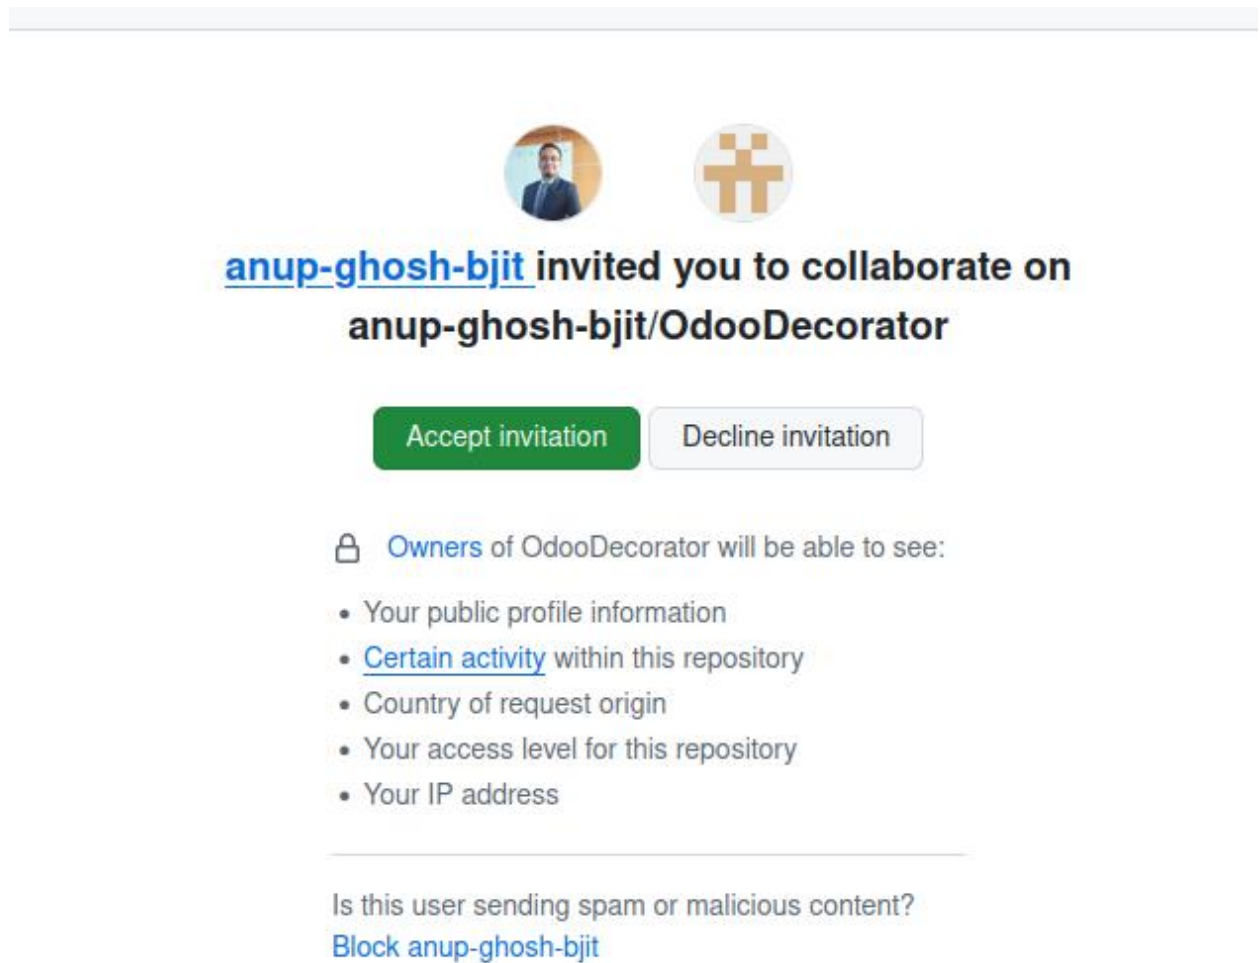 anup-ghosh-bjit invited you to collaborate on
anup-ghosh-bjit/OdooDecorator
Accept invitation
Decline invitation
Owners of OdooDecorator will be able to see:
• Your public profile information
• Certain activity within this repository
• Country of request origin
• Your access level for this repository
• Your IP address
Is this user sending spam or malicious content?
Block anup-ghosh-bjit